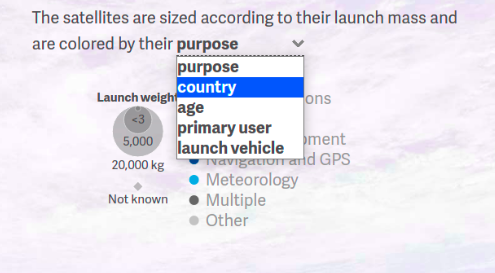 The satellites are sized according to their launch mass and
are colored by their purpose
purpose
country
age
primary user
launch vehicle
Launch weight
<3
5,000
20,000 kg
Not known
Navigation and GPS
Meteorology
Multiple
Other